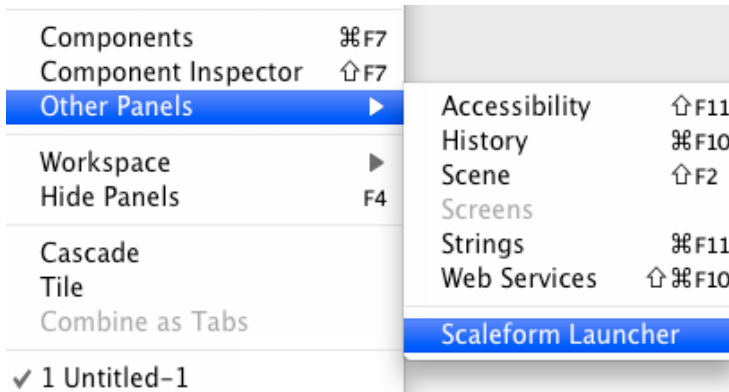 Components ⌘F7
Component Inspector ⇧F7
Other Panels ▶
Workspace ▶
Hide Panels F4
Cascade
Tile
Combine as Tabs
✓ 1 Untitled-1
Accessibility ⇧F11
History ⌘F10
Scene ⇧F2
Screens
Strings ⌘F11
Web Services ⇧⌘F10
Scaleform Launcher